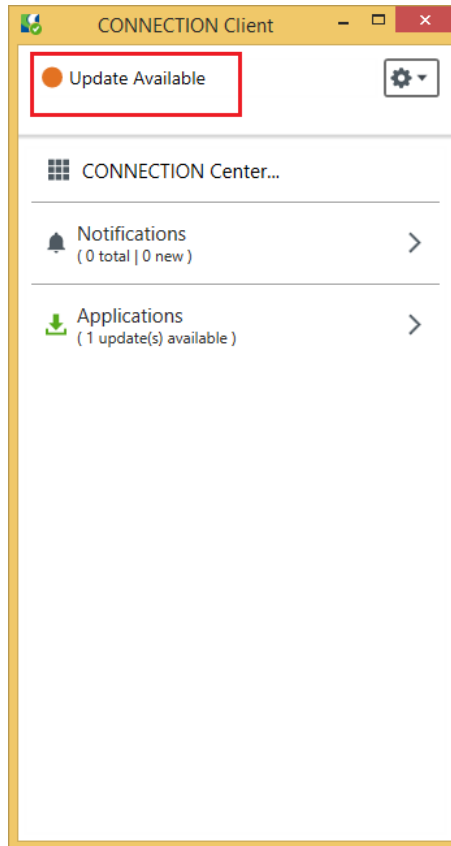 CONNECTION Client
Update Available
CONNECTION Center...
Notifications
( 0 total | 0 new )
Applications
( 1 update(s) available )